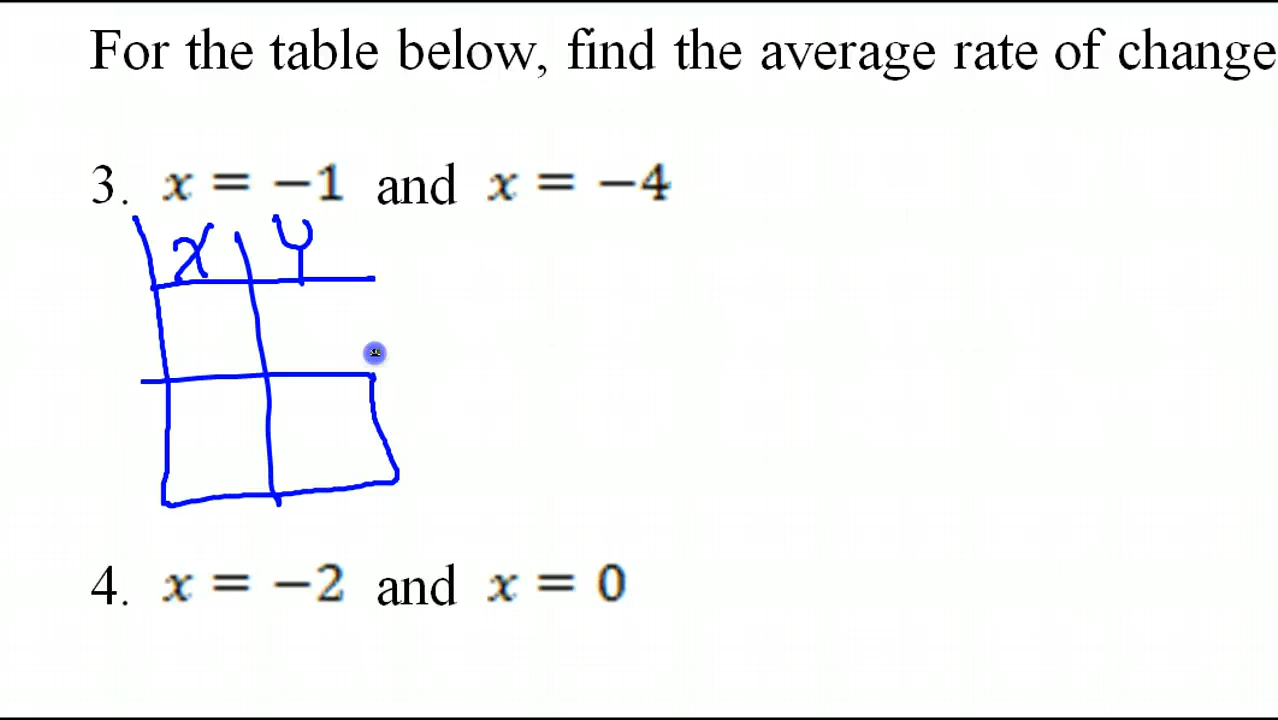 For the table below, find the average rate of change
3. x = −1 and x = −4
x y
4. x = −2 and x = 0